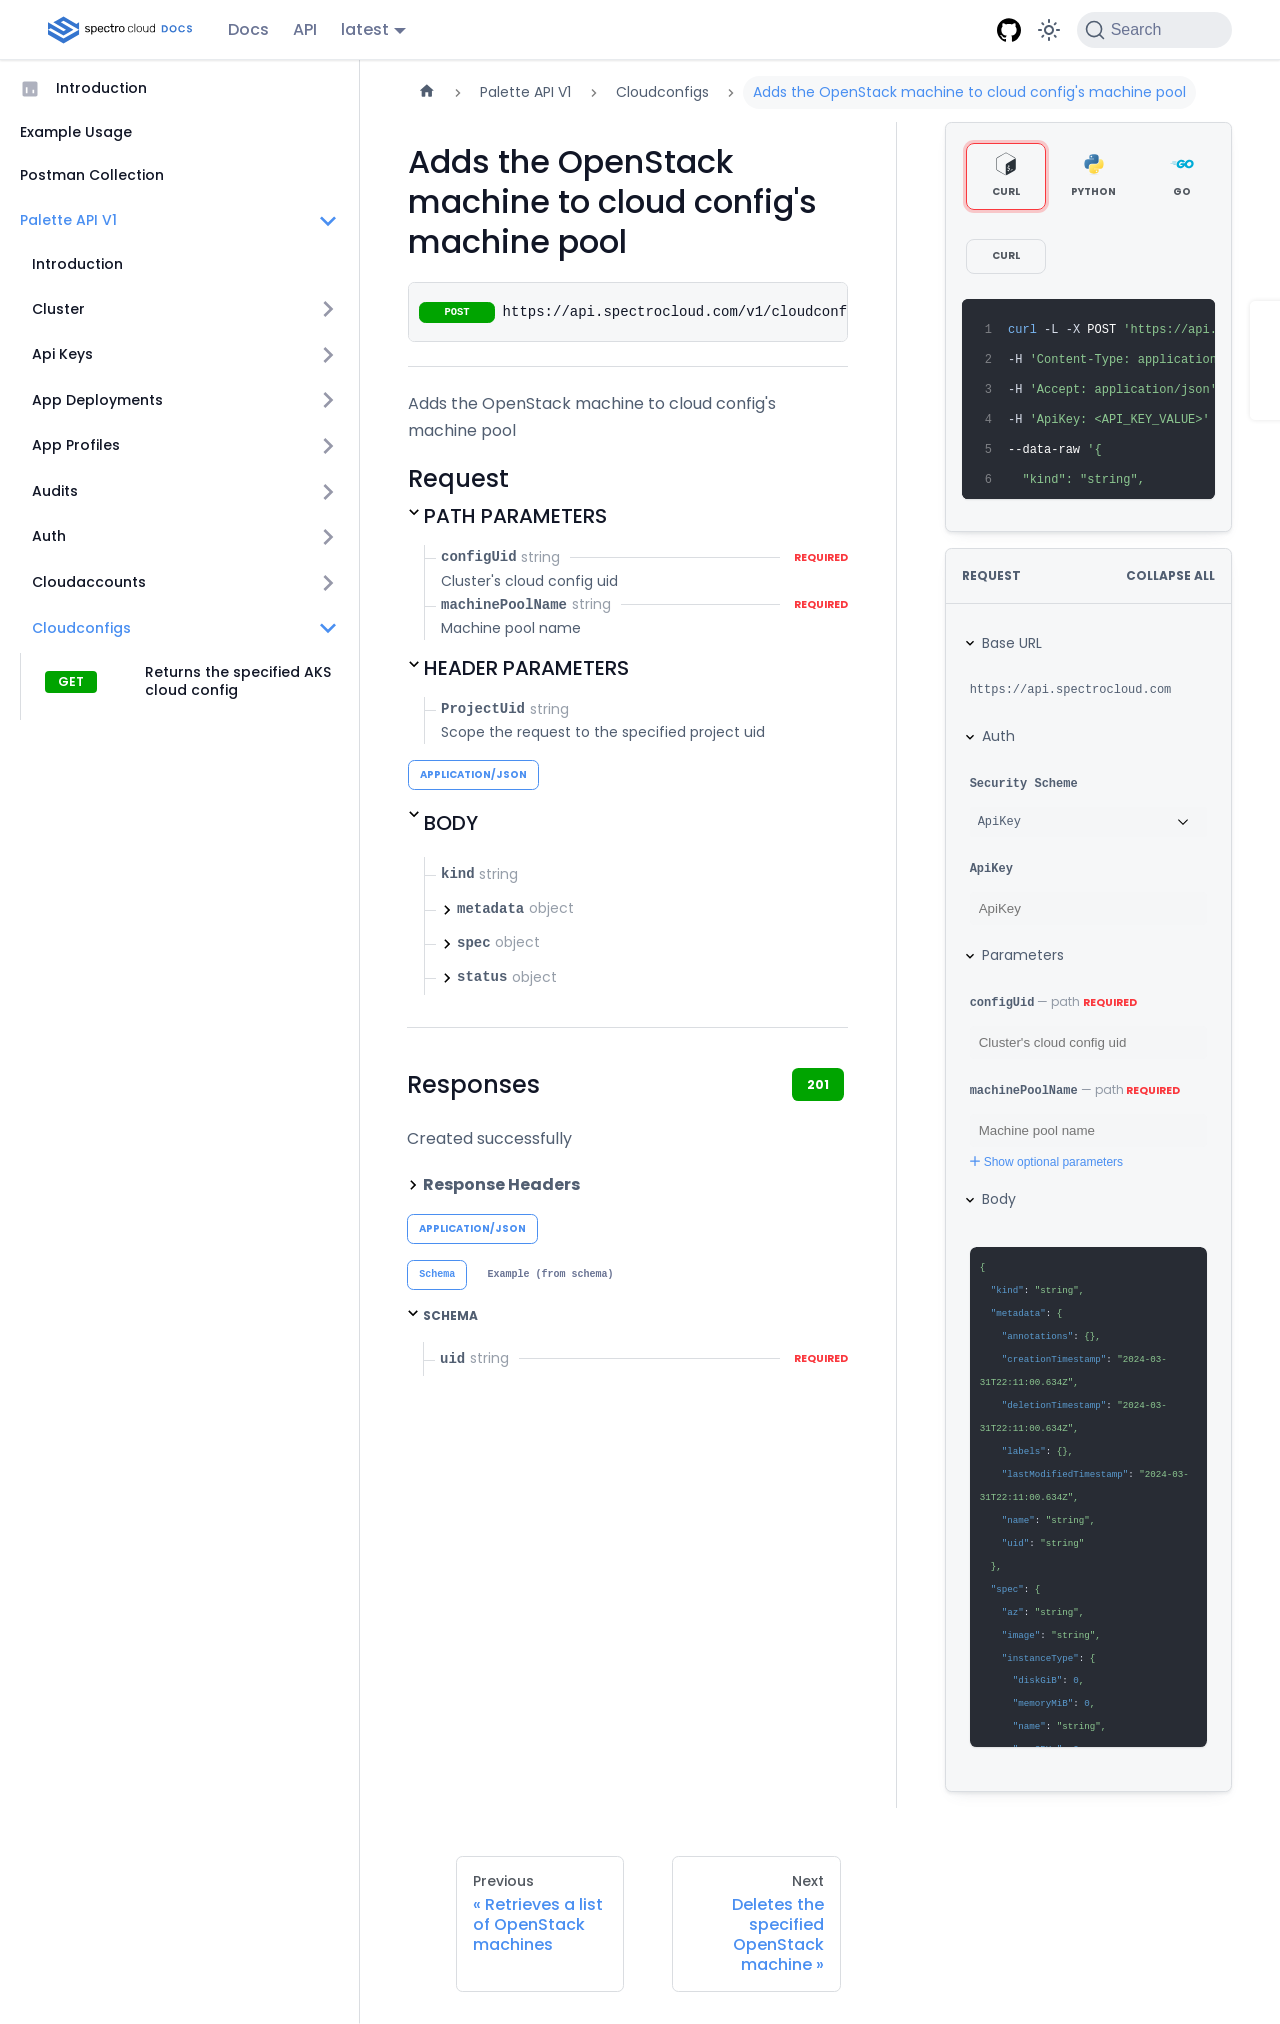 spectro cloud DOCS
Docs
API
latest
Search
Introduction
Example Usage
Postman Collection
Palette API V1
Introduction
Cluster
Api Keys
App Deployments
App Profiles
Audits
Auth
Cloudaccounts
Cloudconfigs
GET
Returns the specified AKS
cloud config
Palette API V1
Cloudconfigs
Adds the OpenStack machine to cloud config's machine pool
Adds the OpenStack
machine to cloud config's
machine pool
POST https://api.spectrocloud.com/v1/cloudconf
Adds the OpenStack machine to cloud config's
machine pool
Request
PATH PARAMETERS
configUid string REQUIRED
Cluster's cloud config uid
machinePoolName string REQUIRED
Machine pool name
HEADER PARAMETERS
ProjectUid string
Scope the request to the specified project uid
APPLICATION/JSON
BODY
kind string
metadata object
spec object
status object
Responses
201
Created successfully
Response Headers
APPLICATION/JSON
Schema
Example (from schema)
SCHEMA
uid string REQUIRED
CURL
PYTHON
GO
CURL
1 curl -L -X POST 'https://api.
2 -H 'Content-Type: application
3 -H 'Accept: application/json'
4 -H 'ApiKey: <API_KEY_VALUE>'
5 --data-raw '{
6 "kind": "string",
REQUEST
COLLAPSE ALL
Base URL
https://api.spectrocloud.com
Auth
Security Scheme
ApiKey
ApiKey
ApiKey
Parameters
configUid — path REQUIRED
Cluster's cloud config uid
machinePoolName — path REQUIRED
Machine pool name
Show optional parameters
Body
{
"kind": "string",
"metadata": {
"annotations": {},
"creationTimestamp": "2024-03-
31T22:11:00.634Z",
"deletionTimestamp": "2024-03-
31T22:11:00.634Z",
"labels": {},
"lastModifiedTimestamp": "2024-03-
31T22:11:00.634Z",
"name": "string",
"uid": "string"
},
"spec": {
"az": "string",
"image": "string",
"instanceType": {
"diskGiB": 0,
"memoryMiB": 0,
"name": "string",
Previous
« Retrieves a list
of OpenStack
machines
Next
Deletes the
specified
OpenStack
machine »